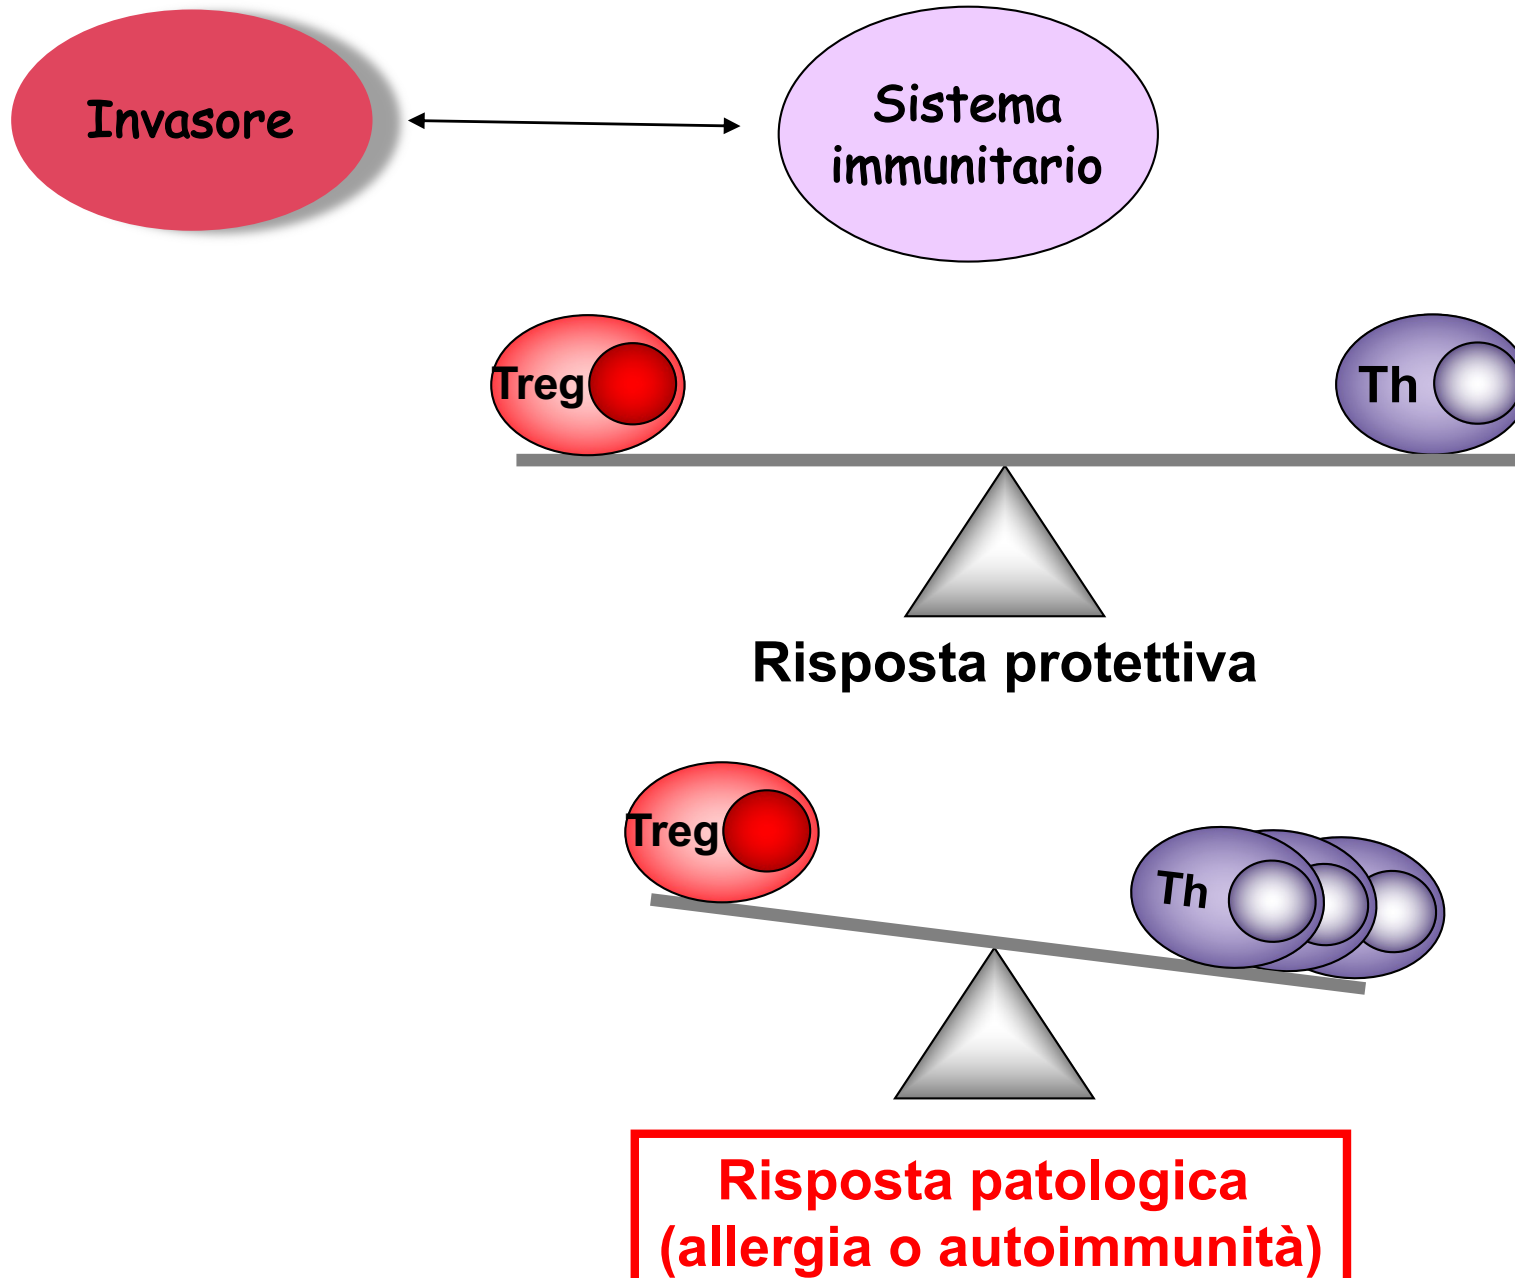 Invasore
Sistema
immunitario
Treg
Th
Risposta protettiva
Treg
Th
Risposta patologica
(allergia o autoimmunità)